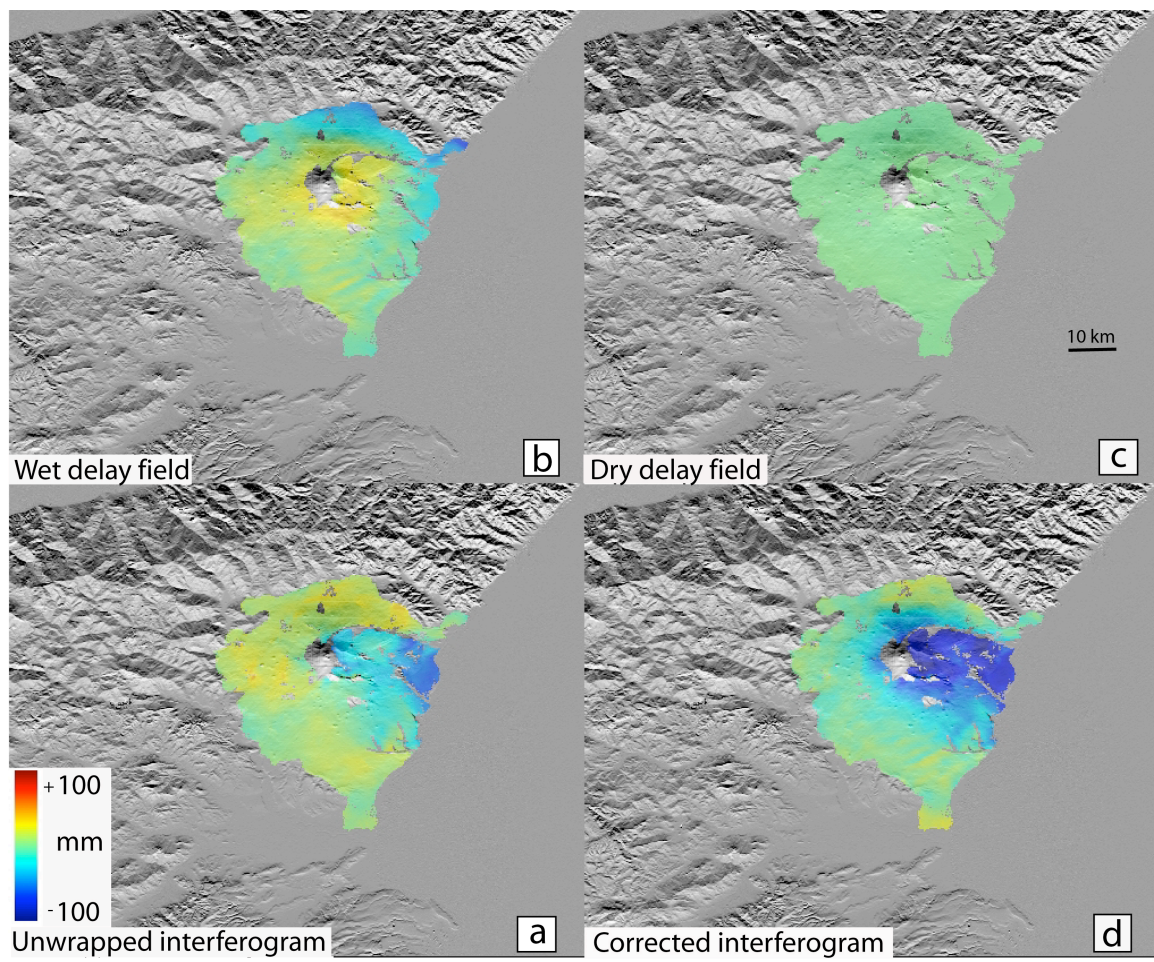 b
Wet delay field
10 km
c
Dry delay field
+100
mm
-100
a
Unwrapped interferogram
d
Corrected interferogram